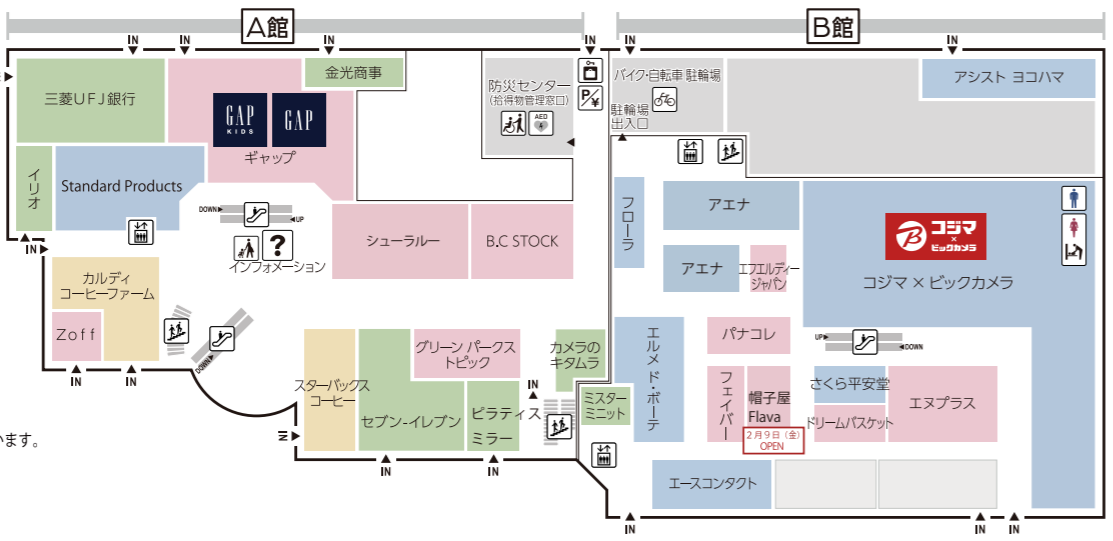 A館
B館
IN
IN
IN
IN
IN
IN
三菱UFJ銀行
GAP
KIDS
GAP
ギャップ
金光商事
防災センター
(拾得物管理窓口)
AED
P/¥
バイク・自転車 駐輪場
駐輪場
出入口
アシスト ヨコハマ
イリオ
Standard Products
DOWN
UP
?
インフォメーション
シューラルー
B.C STOCK
フローラ
アエナ
アエナ
エフエルディー
ジャパン
B
コジマ
×
ビックカメラ
コジマ × ビックカメラ
IN
カルディ
コーヒーファーム
Zoff
DOWN
IN
IN
スターバックス
コーヒー
セブン-イレブン
グリーン パークス
トピック
ピラティス
ミラー
IN
カメラの
キタムラ
ミスター
ミニット
エルメド・ボーテ
パナコレ
フェイバー
帽子屋
Flava
2月9日(金)
OPEN
UP
DOWN
さくら平安堂
ドリームバスケット
エヌプラス
エースコンタクト
います。
IN
IN
IN
IN
IN
IN